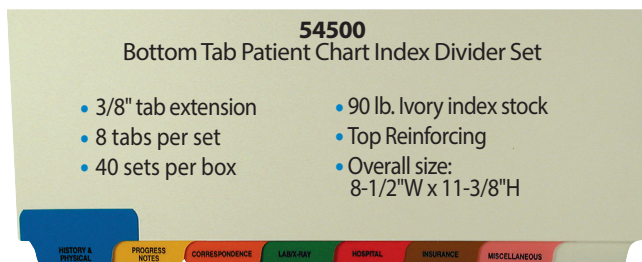 54500
Bottom Tab Patient Chart Index Divider Set
• 3/8" tab extension
• 8 tabs per set
• 40 sets per box
• 90 lb. Ivory index stock
• Top Reinforcing
• Overall size:
8-1/2"W x 11-3/8"H
HISTORY &
PHYSICAL
PROGRESS
NOTES
CORRESPONDENCE
LAB/X-RAY
HOSPITAL
INSURANCE
MISCELLANEOUS